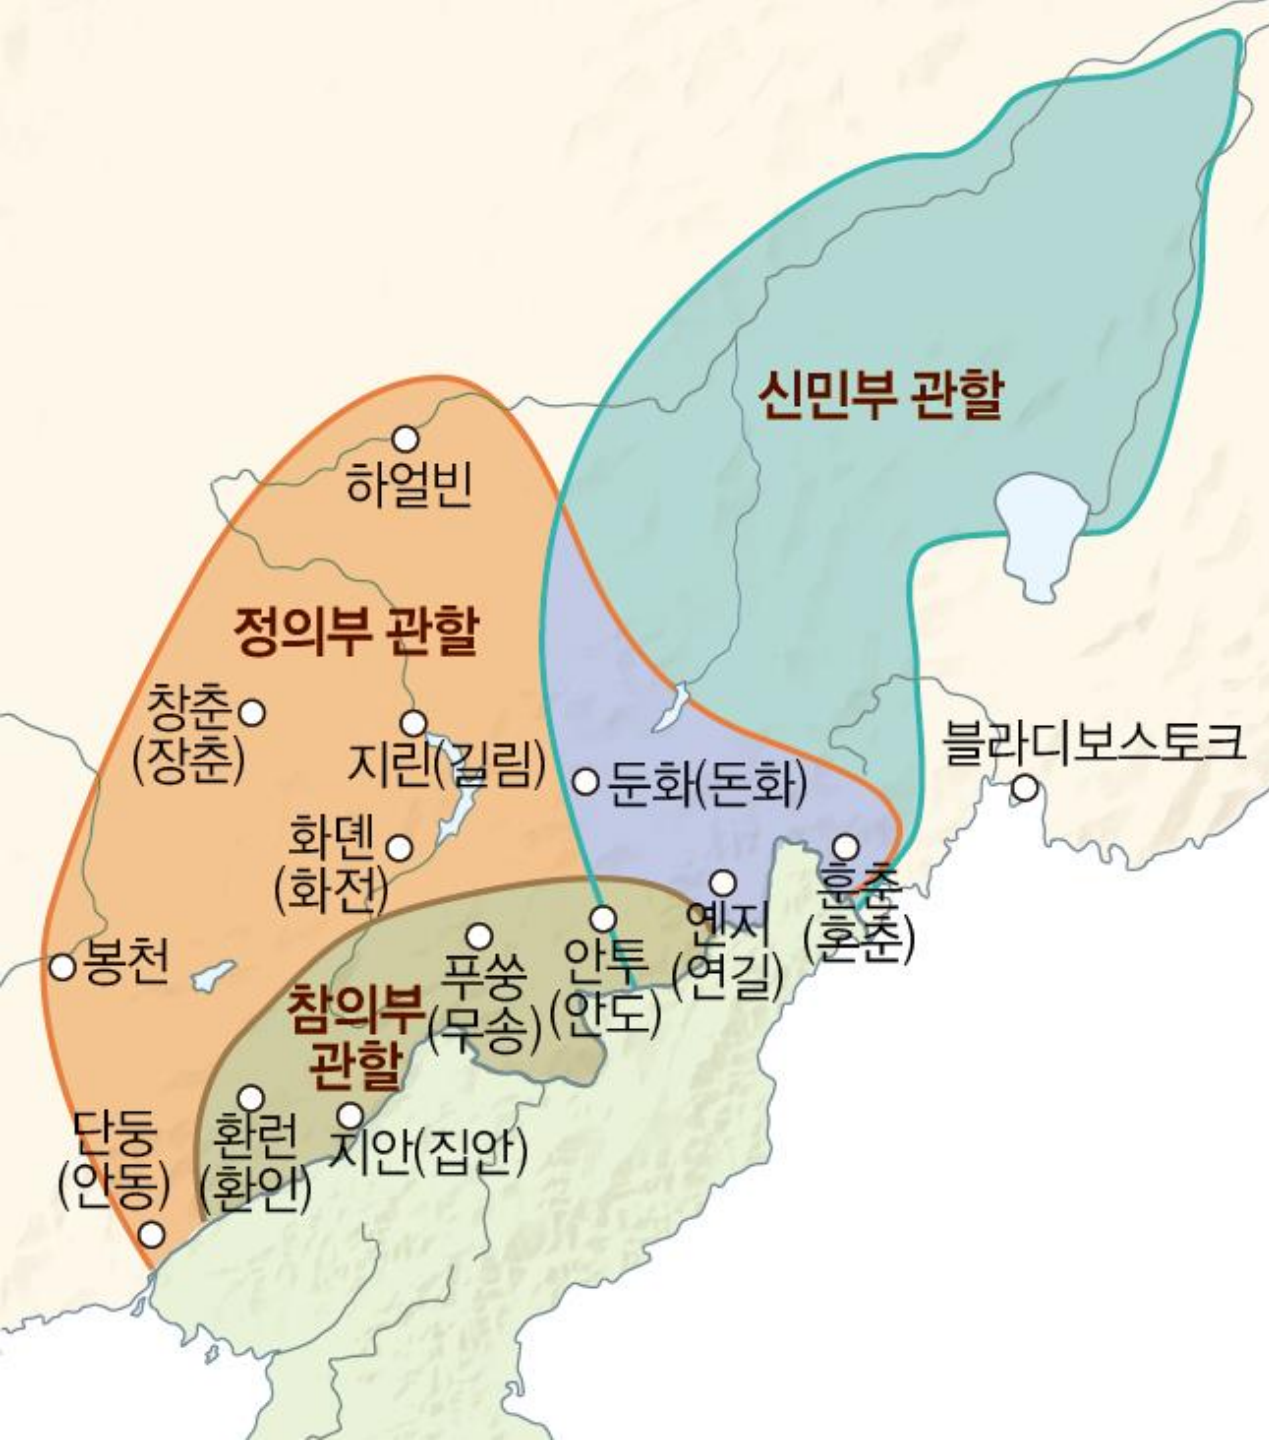 신민부 관할
하얼빈
정의부 관할
창춘
(장춘)
지린(길림)
블라디보스토크
둔화(돈화)
화뎬
(화전)
훈춘
(혼춘)
옌지
(연길)
봉천
안투
(안도)
푸쑹
(무송)
참의부
관할
단둥
(안동)
환런
(환인)
지안(집안)